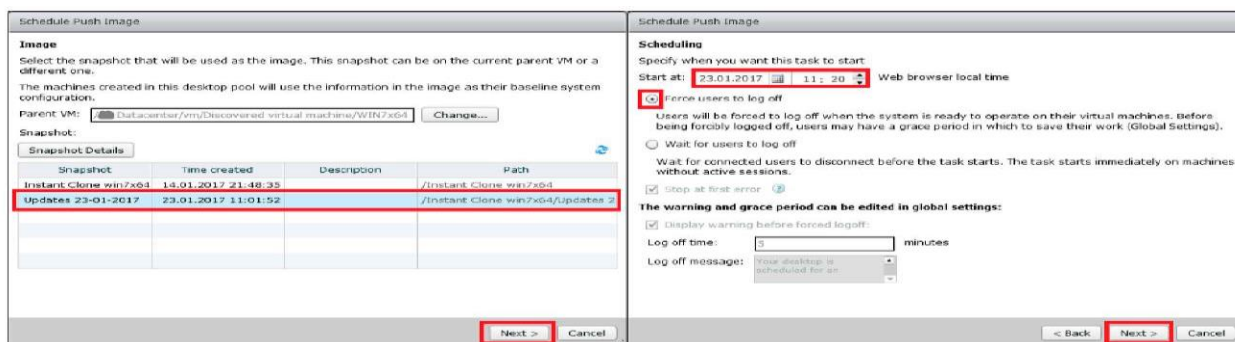 Schedule Push Image
Image
Select the snapshot that will be used as the image. This snapshot can be on the current parent VM or a
different one.
The machines created in this desktop pool will use the information in the image as their baseline system
configuration.
Parent VM: Datacenter/vm/Discovered virtual machine/WIN7x64 Change...
Snapshot:
Snapshot Details
Snapshot Time created Description Path
Instant Clone win7x64 14.01.2017 21:48:35 /Instant Clone win7x64
Updates 23-01-2017 23.01.2017 11:01:52 /Instant Clone win7x64/Updates 2
Next > Cancel
Schedule Push Image
Scheduling
Specify when you want this task to start
Start at: 23.01.2017 11: 20 Web browser local time
Force users to log off
Users will be forced to log off when the system is ready to operate on their virtual machines. Before
being forcibly logged off, users may have a grace period in which to save their work (Global Settings).
Wait for users to log off
Wait for connected users to disconnect before the task starts. The task starts immediately on machines
without active sessions.
Stop at first error
The warning and grace period can be edited in global settings:
Display warning before forced logoff:
Log off time: 5 minutes
Log off message: Your desktop is
scheduled for an
< Back Next > Cancel